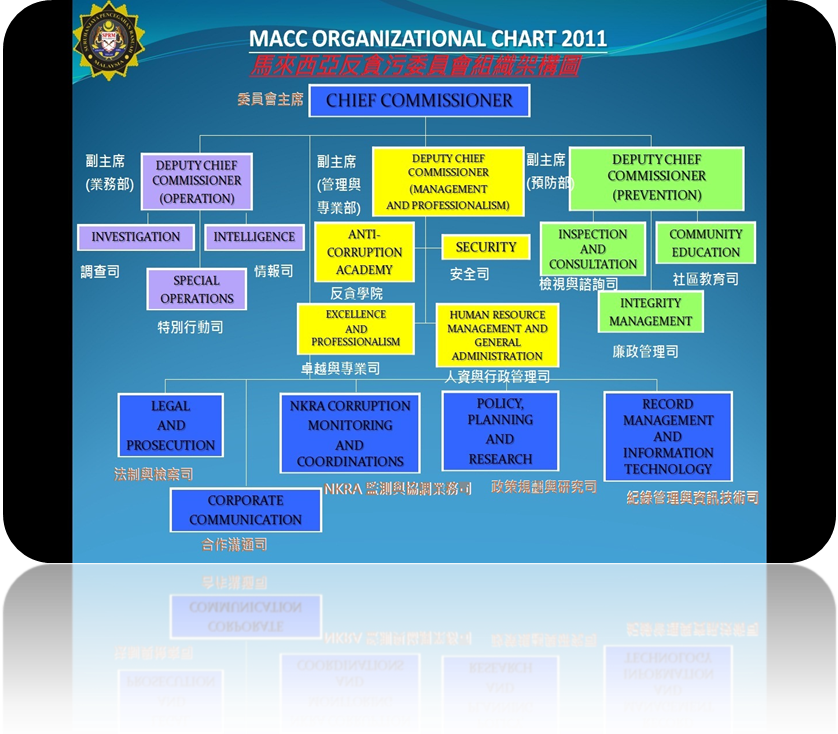 MACC ORGANIZATIONAL CHART 2011
馬來西亞反貪污委員會組織架構圖
委員會主席
CHIEF COMMISSIONER
副主席
(業務部)
DEPUTY CHIEF
COMMISSIONER
(OPERATION)
副主席
(管理與
專業部)
DEPUTY CHIEF
COMMISSIONER
(MANAGEMENT
AND PROFESSIONALISM)
副主席
(預防部)
DEPUTY CHIEF
COMMISSIONER
(PREVENTION)
INVESTIGATION
調查司
INTELLIGENCE
情報司
SPECIAL
OPERATIONS
特別行動司
ANTI-
CORRUPTION
ACADEMY
反貪學院
SECURITY
安全司
EXCELLENCE
AND
PROFESSIONALISM
卓越與專業司
HUMAN RESOURCE
MANAGEMENT AND
GENERAL
ADMINISTRATION
人資與行政管理司
INSPECTION
AND
CONSULTATION
檢視與諮詢司
COMMUNITY
EDUCATION
社區教育司
INTEGRITY
MANAGEMENT
廉政管理司
LEGAL
AND
PROSECUTION
法制與檢察司
NKRA CORRUPTION
MONITORING
AND
COORDINATIONS
NKRA 監測與協調業務司
POLICY,
PLANNING
AND
RESEARCH
政策規劃與研究司
RECORD
MANAGEMENT
AND
INFORMATION
TECHNOLOGY
紀錄管理與資訊技術司
CORPORATE
COMMUNICATION
合作溝通司